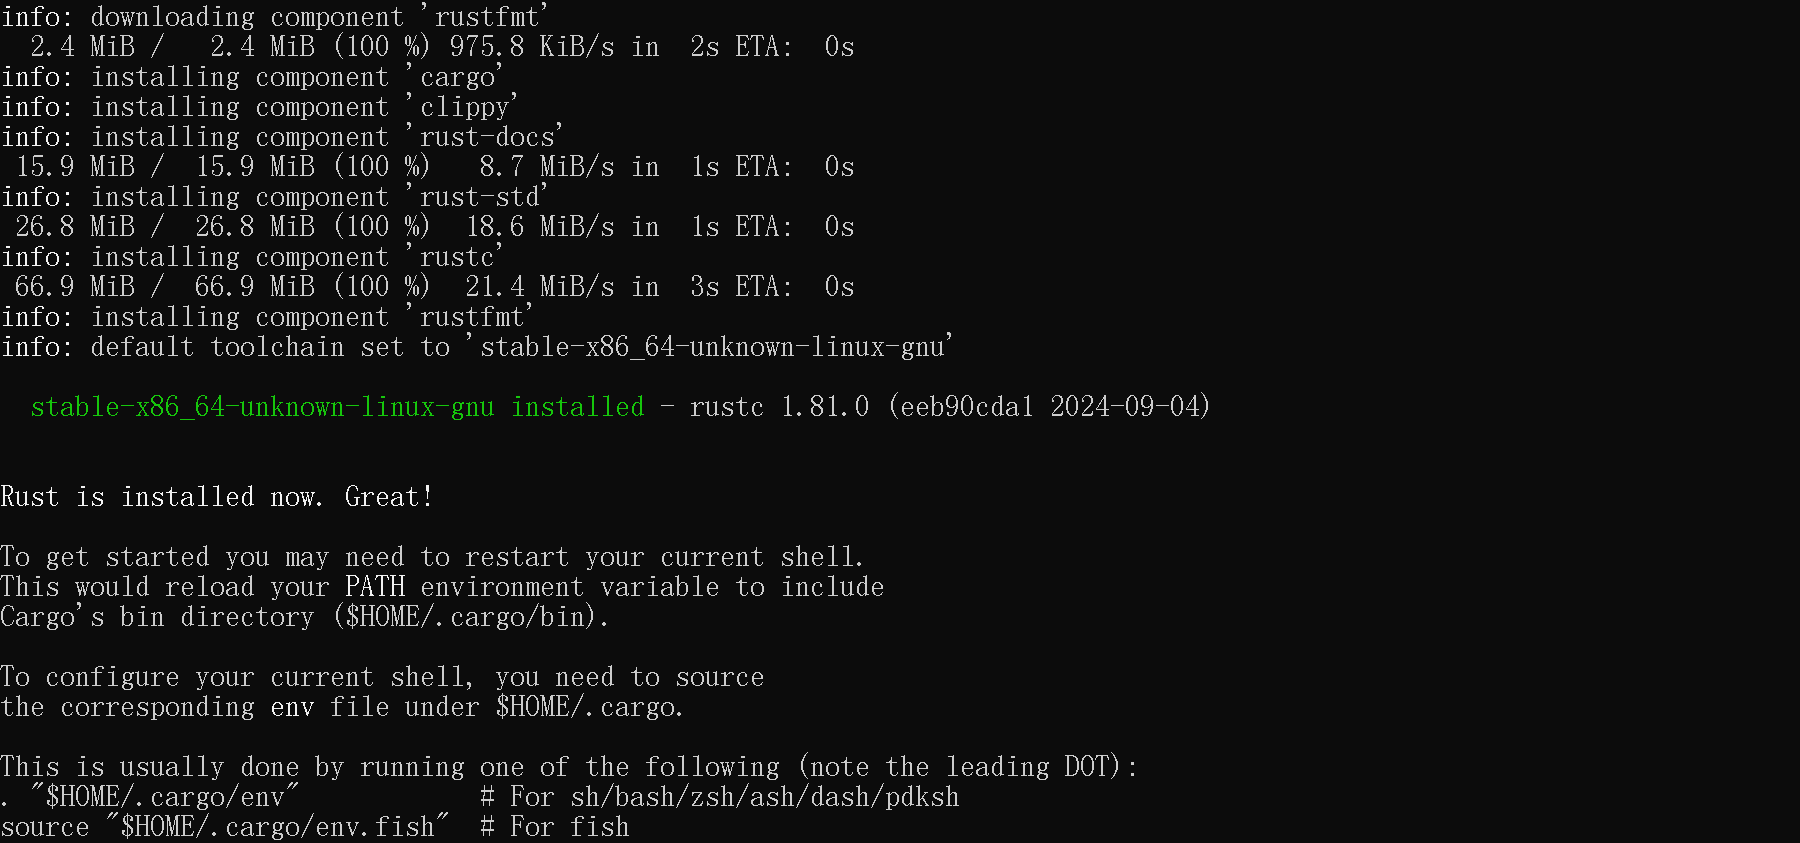 info: downloading component 'rustfmt'
  2.4 MiB /   2.4 MiB (100 %) 975.8 KiB/s in  2s ETA:  0s
info: installing component 'cargo'
info: installing component 'clippy'
info: installing component 'rust-docs'
 15.9 MiB /  15.9 MiB (100 %)   8.7 MiB/s in  1s ETA:  0s
info: installing component 'rust-std'
 26.8 MiB /  26.8 MiB (100 %)  18.6 MiB/s in  1s ETA:  0s
info: installing component 'rustc'
 66.9 MiB /  66.9 MiB (100 %)  21.4 MiB/s in  3s ETA:  0s
info: installing component 'rustfmt'
info: default toolchain set to 'stable-x86_64-unknown-linux-gnu'

  stable-x86_64-unknown-linux-gnu installed - rustc 1.81.0 (eeb90cda1 2024-09-04)


Rust is installed now. Great!

To get started you may need to restart your current shell.
This would reload your PATH environment variable to include
Cargo's bin directory ($HOME/.cargo/bin).

To configure your current shell, you need to source
the corresponding env file under $HOME/.cargo.

This is usually done by running one of the following (note the leading DOT):
. "$HOME/.cargo/env"            # For sh/bash/zsh/ash/dash/pdksh
source "$HOME/.cargo/env.fish"  # For fish